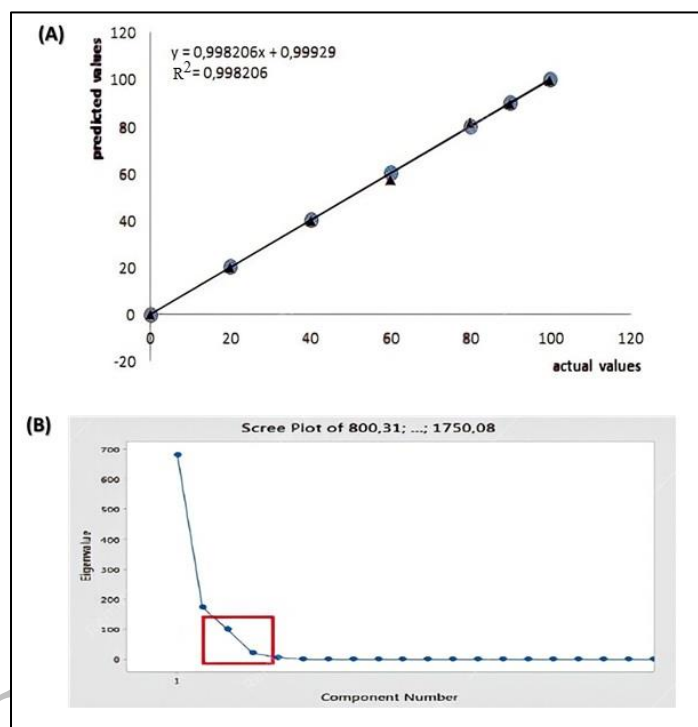 (A)
120
100
80
60
40
20
0
-20
predicted values
y = 0,998206x + 0,99929
R2 = 0,998206
0 20 40 60 80 100 120
actual values
(B)
Scree Plot of 800,31; ...; 1750,08
700
600
500
400
300
200
100
0
Eigenvalue
1
Component Number